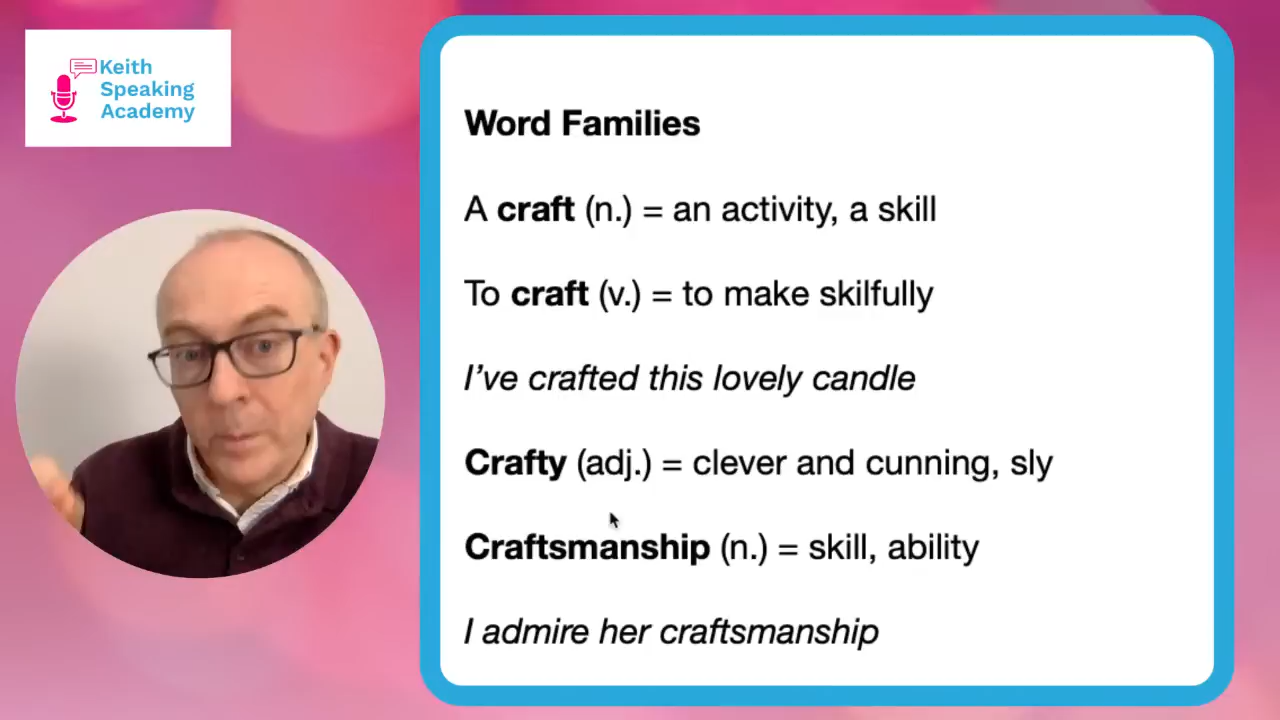 Keith
Speaking
Academy
Word Families
A craft (n.) = an activity, a skill
To craft (v.) = to make skilfully
I’ve crafted this lovely candle
Crafty (adj.) = clever and cunning, sly
Craftsmanship (n.) = skill, ability
I admire her craftsmanship